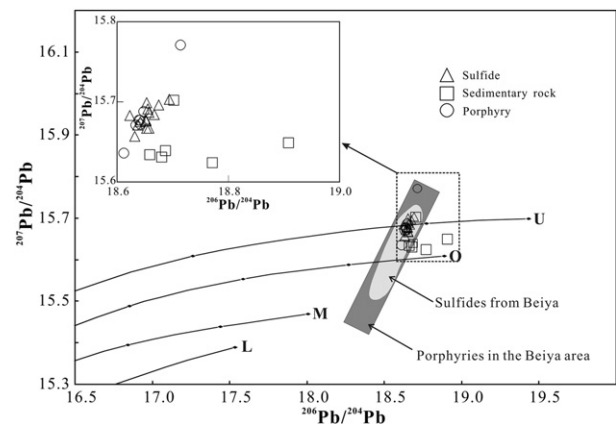 16.1
15.9
15.7
15.5
15.3
²⁰⁷Pb/²⁰⁴Pb
15.8
15.7
15.6
²⁰⁷Pb/²⁰⁴Pb
18.6
18.8
19.0
²⁰⁶Pb/²⁰⁴Pb
Sulfide
Sedimentary rock
Porphyry
U
O
M
L
Sulfides from Beiya
Porphyries in the Beiya area
16.5
17.0
17.5
18.0
18.5
19.0
19.5
²⁰⁶Pb/²⁰⁴Pb